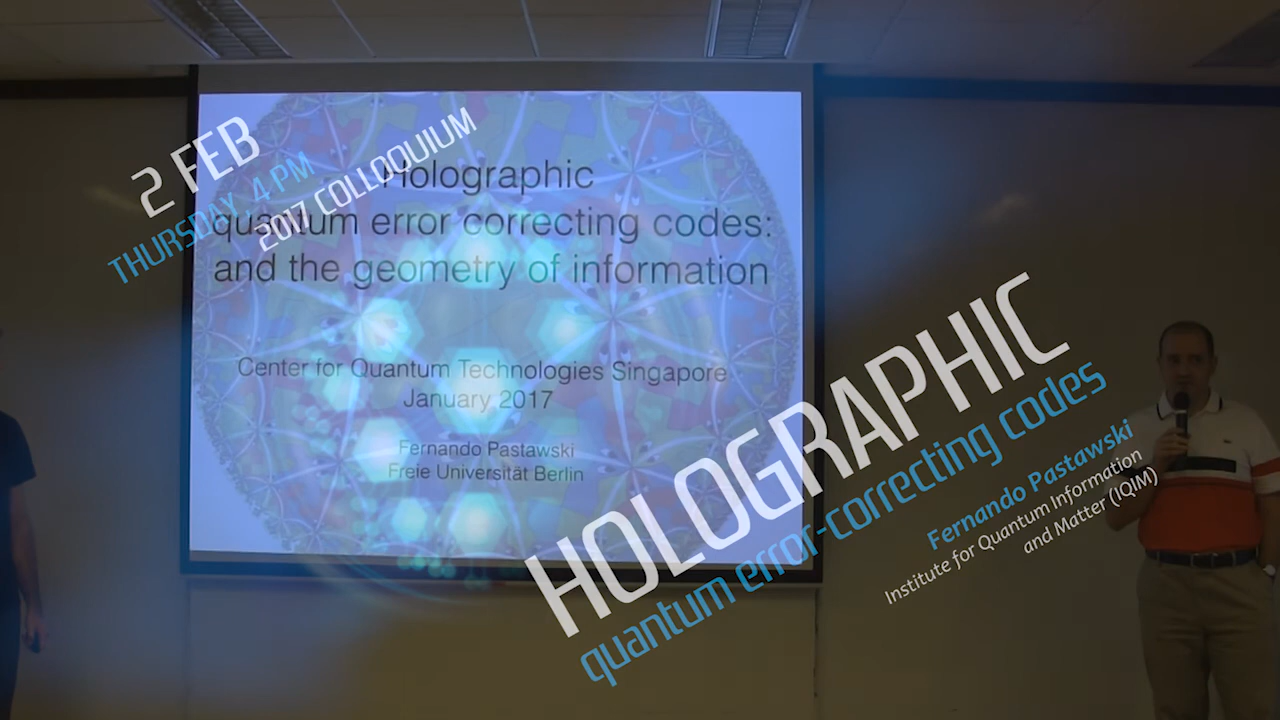 2 FEB
THURSDAY, 4 PM
2017 COLLOQUIUM
Holographic
quantum error correcting codes:
and the geometry of information
Center for Quantum Technologies Singapore
January 2017
Fernando Pastawski
Freie Universität Berlin
HOLOGRAPHIC
quantum error-correcting codes
Fernando Pastawski
Institute for Quantum Information
and Matter (IQIM)